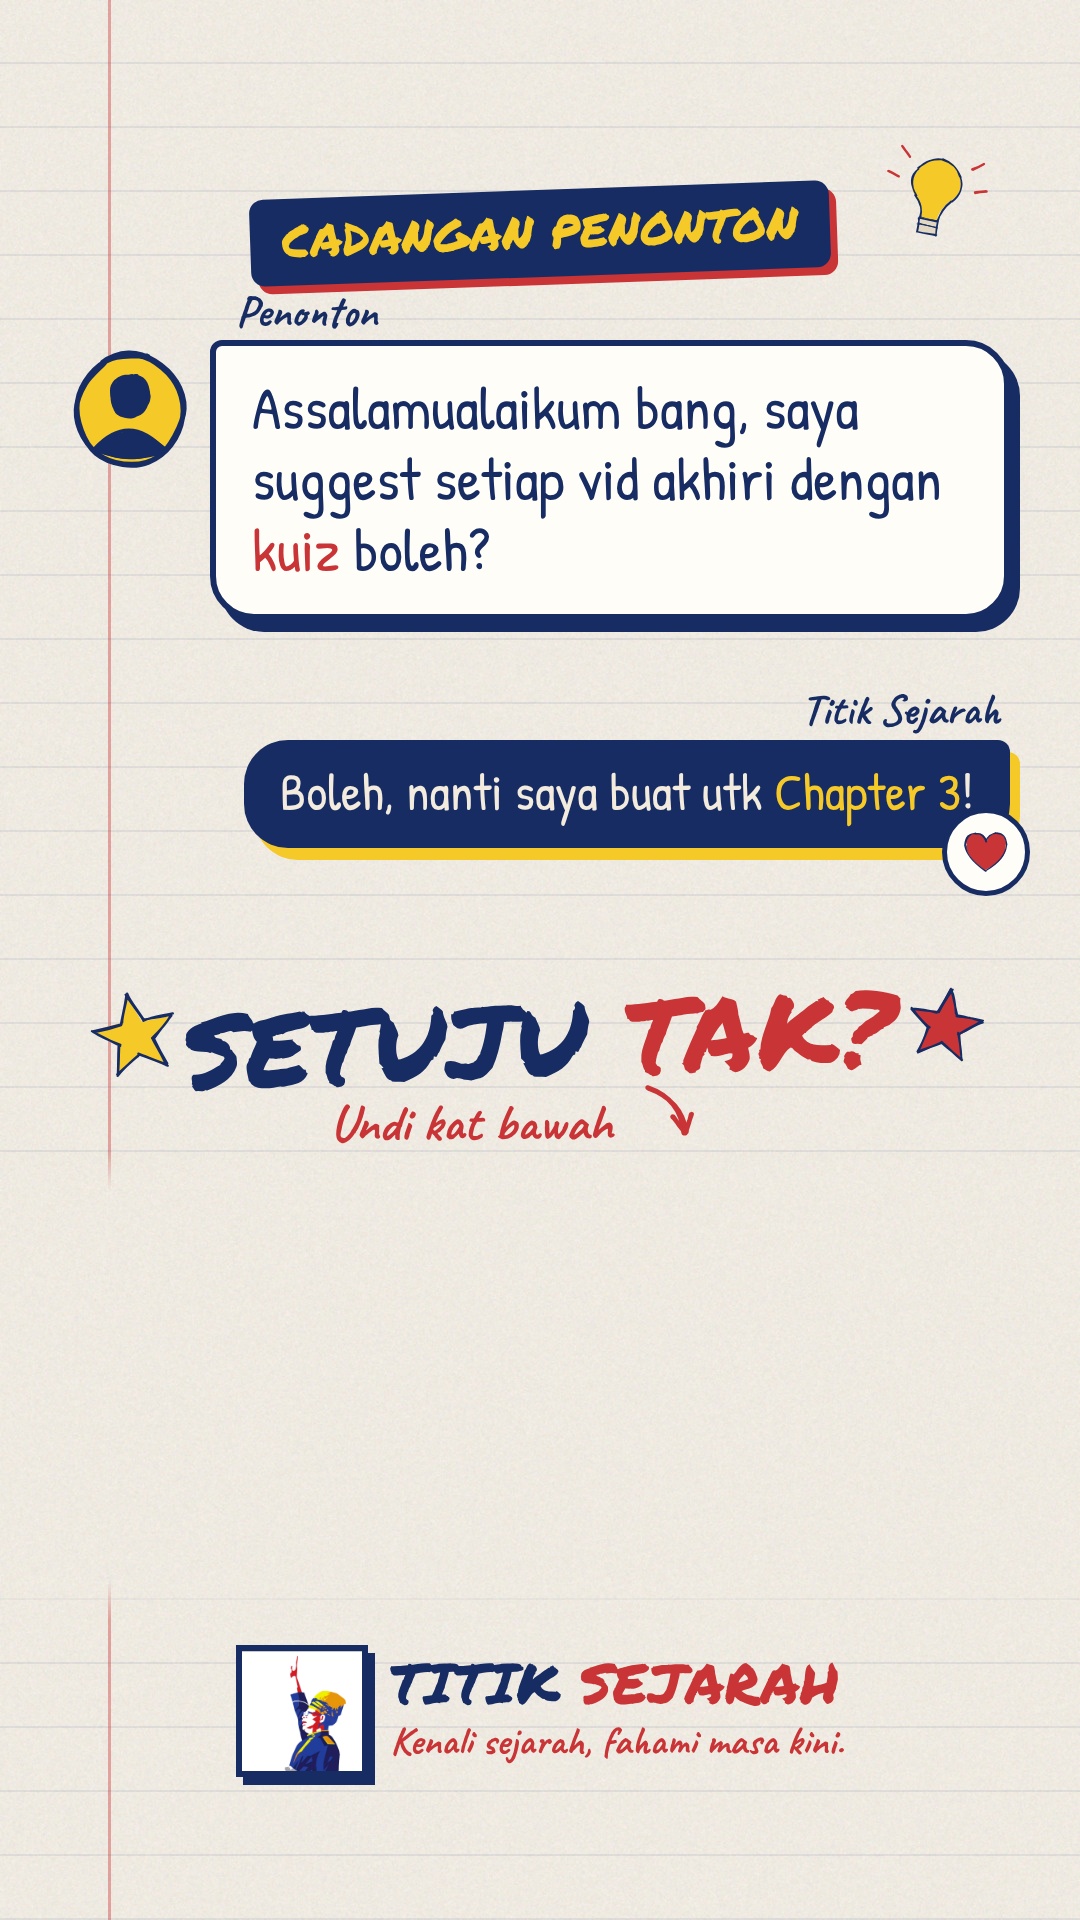 CADANGAN PENONTON
Penonton
Assalamualaikum bang, saya
suggest setiap vid akhiri dengan
kuiz boleh?
Titik Sejarah
Boleh, nanti saya buat utk Chapter 3!
SETUJU TAK?
Undi kat bawah
TITIK SEJARAH
Kenali sejarah, fahami masa kini.